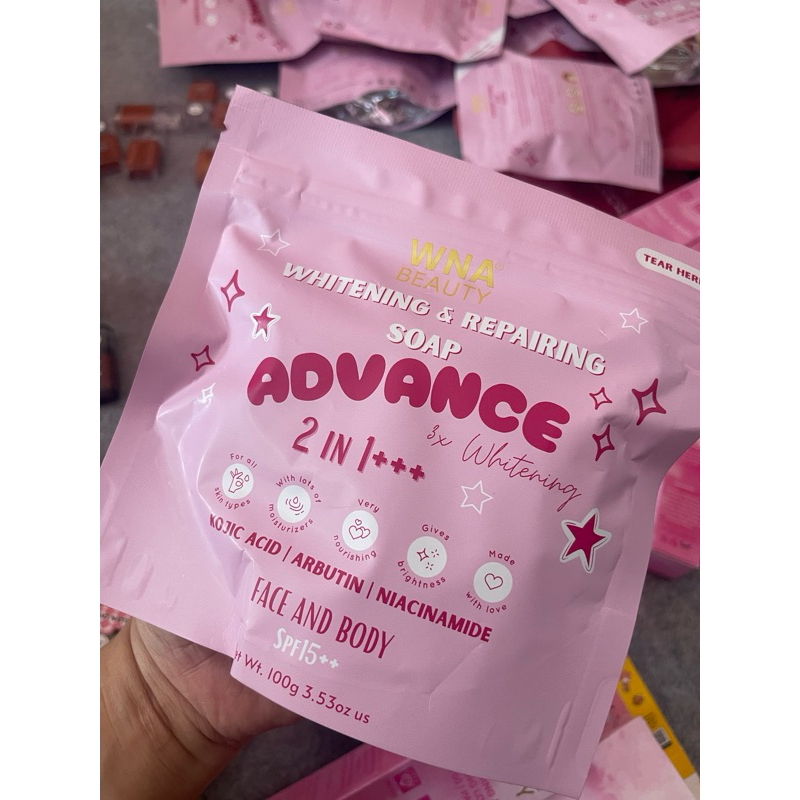 TEAR HER
WNA®
BEAUTY
WHITENING & REPAIRING
SOAP
ADVANCE
3x Whitening
2 IN 1+++
For all
skin types
With lots of
moisturizers
Very
nourishing
Gives
brightness
Made
with love
KOJIC ACID | ARBUTIN | NIACINAMIDE
FACE AND BODY
SPF15++
et Wt. 100g 3.53oz us